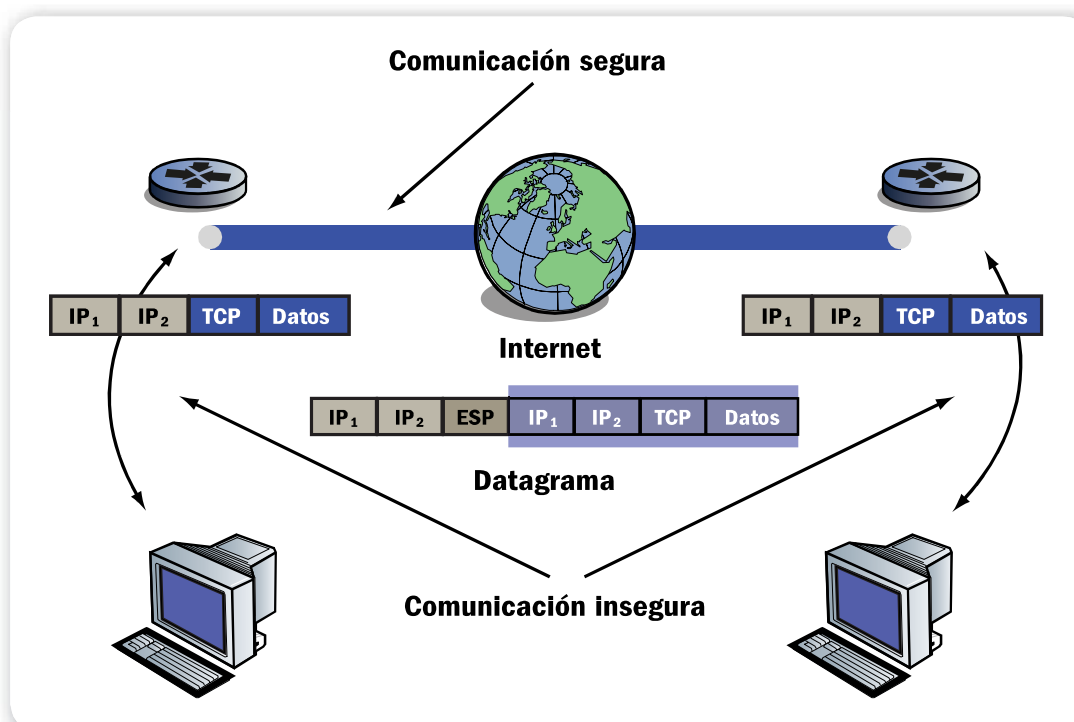 Comunicación segura
IP₁ IP₂ TCP Datos
IP₁ IP₂ TCP Datos
Internet
IP₁ IP₂ ESP IP₁ IP₂ TCP Datos
Datagrama
Comunicación insegura